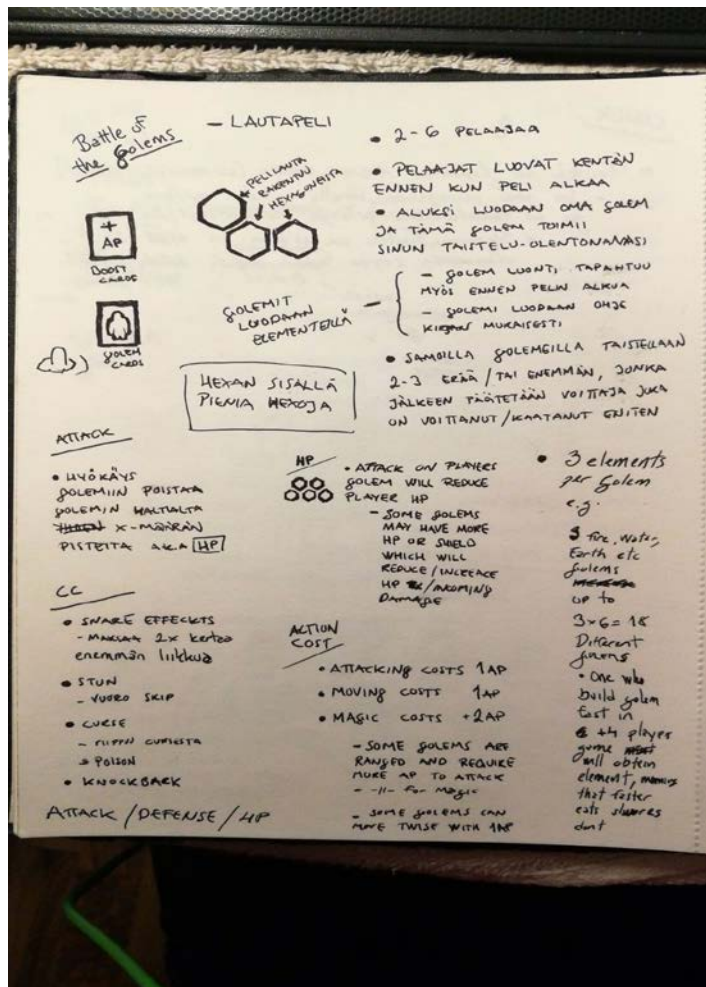 Battle of
the Golems
- LAUTAPELI
PELILAUTA
RAKENTUU
HEXAGONEISTA
+
AP
BOOST
CARDS
GOLEM
CARDS
GOLEMIT
LUODAAN
ELEMENTEILLÄ
HEXAN SISÄLLÄ
PIENIA HEXOJA
• 2-6 PELAAJAA
• PELAAJAT LUOVAT KENTÄN
ENNEN KUN PELI ALKAA
• ALUKSI LUODAAN OMA GOLEM
JA TÄMÄ GOLEM TOIMII
SINUN TAISTELU-OLENTONANASI
- GOLEM LUONTI TAPAHTUU
MYÖS ENNEN PELIN ALKUA
- GOLEMI LUODAAN OHJE
KIRJAN MUKAISESTI
• SAMOILLA GOLEMEILLA TAISTELLAAN
2-3 ERÄÄ/TAI ENEMMÄN, JONKA
JÄLKEEN PÄÄTETÄÄN VOITTAJA JOKA
ON VOITTANUT/KAATANUT ENITEN
ATTACK
• HYÖKÄYS
GOLEMIIN POISTAA
GOLEMIN HALTIALTA
X-MÄÄRÄN
PISTEITA A.K.A HP
CC
• SNARE EFFECKTS
- MAKSAA 2x kertaa
enemmän liikkua
• STUN
- VUORO SKIP
• CURSE
- CURSESTA
POISON
• KNOCKBACK
ATTACK/DEFENSE/HP
HP
• ATTACK ON PLAYERS
GOLEM WILL REDUCE
PLAYER HP
- SOME GOLEMS
MAY HAVE MORE
HP OR SHIELD
WHICH WILL
REDUCE/INCREACE
HP /INCOMING
DAMAGE
ACTION
COST
• ATTACKING COSTS 1AP
• MOVING COSTS 1AP
• MAGIC COSTS +2AP
- SOME GOLEMS ARE
RANGED AND REQUIRE
MORE AP TO ATTACK
- -11- For Magic
- SOME GOLEMS CAN
MOVE TWISE WITH 1AP
• 3 elements
per Golem
e.g.
3 fire, Water,
Earth etc
golems
up to
3x6= 18
Different
golems
• One who
build golem
fast in
+4 player
game
will obtain
element,
that faster
eats slowres
dont